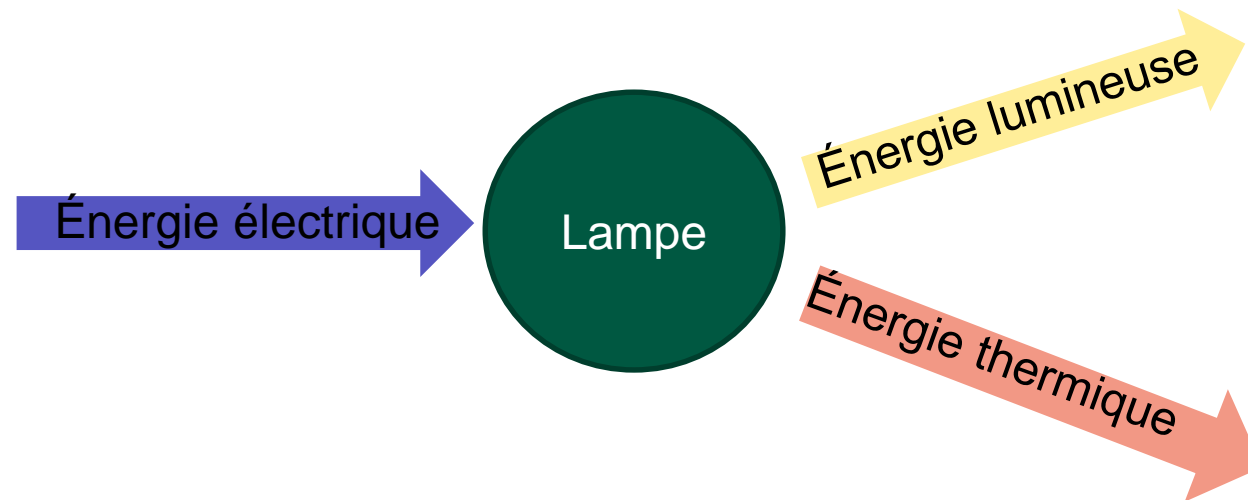 Énergie électrique
Lampe
Énergie lumineuse
Énergie thermique